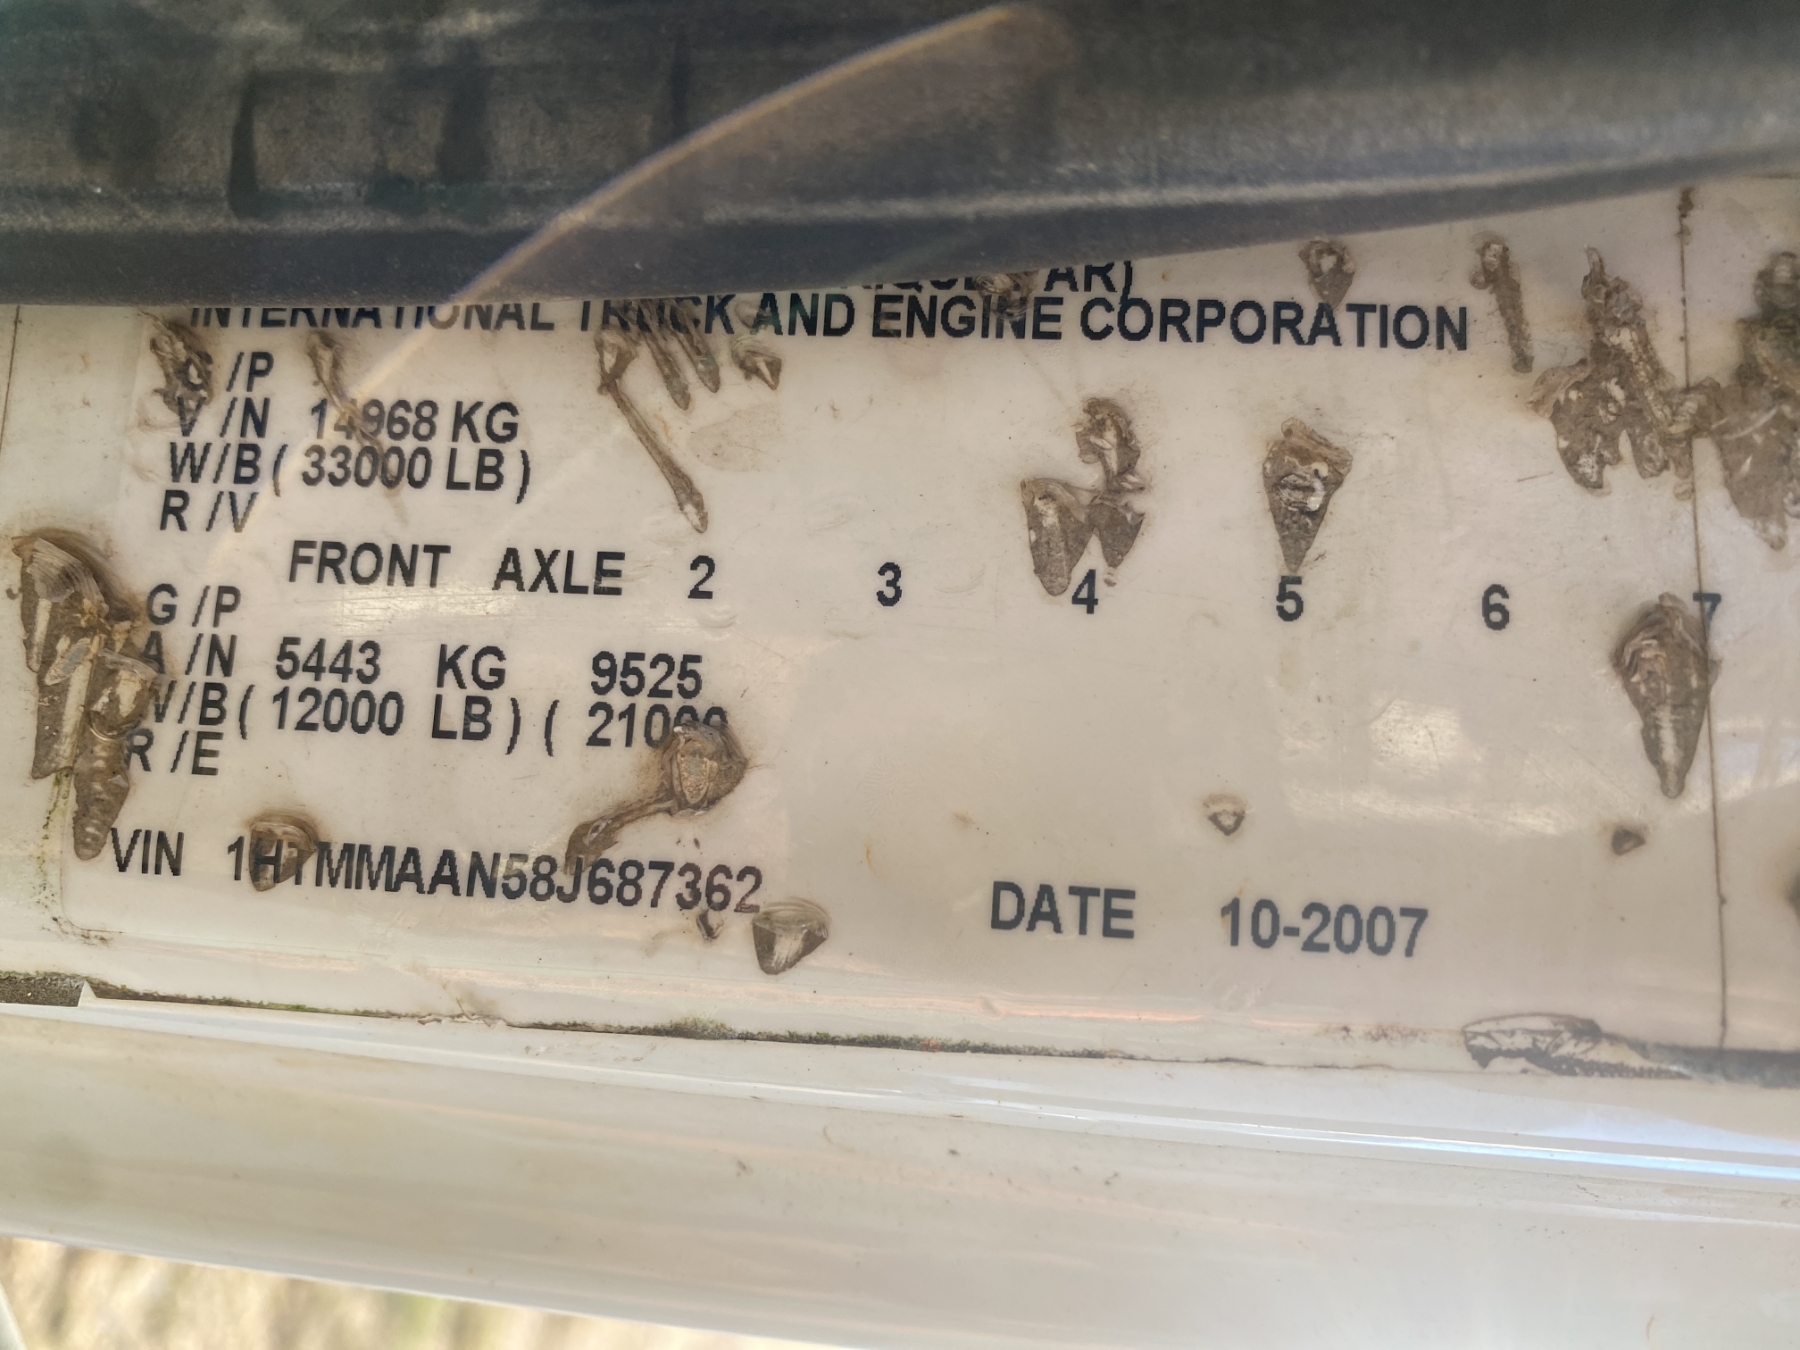 INTERNATIONAL TRUCK AND ENGINE CORPORATION
G /P
V /N 14968 KG
W/B ( 33000 LB )
R /V
FRONT AXLE 2 3 4 5 6 7
G /P
A /N 5443 KG 9525
W/B ( 12000 LB ) ( 21000
R /E
VIN 1HTMMAAN58J687362 DATE 10-2007